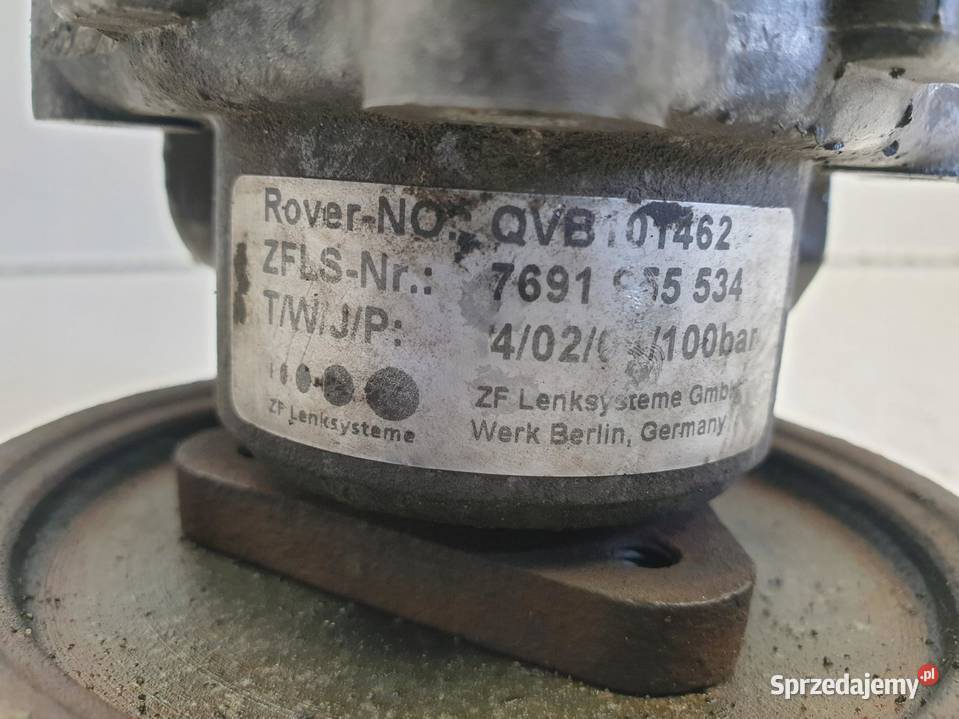 Rover-NO.: QVB101462
ZFLS-Nr.: 7691 534
T/W/J/P:
ZF Lenksysteme GmbH
Werk Berlin, Germany
ZF Lenksysteme
Sprzedajemy.pl